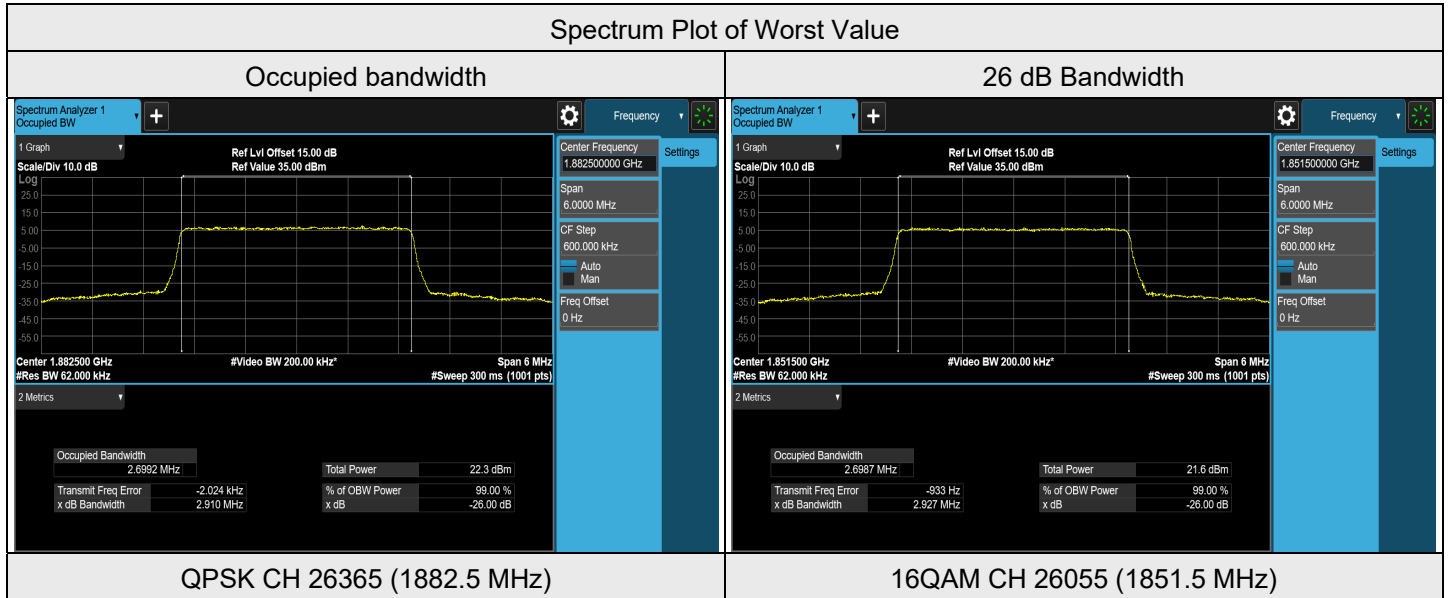 Spectrum Plot of Worst Value
Occupied bandwidth
Spectrum Analyzer 1
Occupied BW
+
Frequency
1 Graph
Scale/Div 10.0 dB
Ref Lvl Offset 15.00 dB
Ref Value 35.00 dBm
Log
25.0
15.0
5.00
-5.00
-15.0
-25.0
-35.0
-45.0
-55.0
Center 1.882500 GHz
#Video BW 200.00 kHz*
Span 6 MHz
#Res BW 62.000 kHz
#Sweep 300 ms (1001 pts)
Center Frequency
1.882500000 GHz
Settings
Span
6.0000 MHz
CF Step
600.000 kHz
Auto
Man
Freq Offset
0 Hz
2 Metrics
Occupied Bandwidth
2.6992 MHz
Total Power 22.3 dBm
Transmit Freq Error -2.024 kHz % of OBW Power 99.00 %
x dB Bandwidth 2.910 MHz x dB -26.00 dB
QPSK CH 26365 (1882.5 MHz)
26 dB Bandwidth
Spectrum Analyzer 1
Occupied BW
+
Frequency
1 Graph
Scale/Div 10.0 dB
Ref Lvl Offset 15.00 dB
Ref Value 35.00 dBm
Log
25.0
15.0
5.00
-5.00
-15.0
-25.0
-35.0
-45.0
-55.0
Center 1.851500 GHz
#Video BW 200.00 kHz*
Span 6 MHz
#Res BW 62.000 kHz
#Sweep 300 ms (1001 pts)
Center Frequency
1.851500000 GHz
Settings
Span
6.0000 MHz
CF Step
600.000 kHz
Auto
Man
Freq Offset
0 Hz
2 Metrics
Occupied Bandwidth
2.6987 MHz
Total Power 21.6 dBm
Transmit Freq Error -933 Hz % of OBW Power 99.00 %
x dB Bandwidth 2.927 MHz x dB -26.00 dB
16QAM CH 26055 (1851.5 MHz)